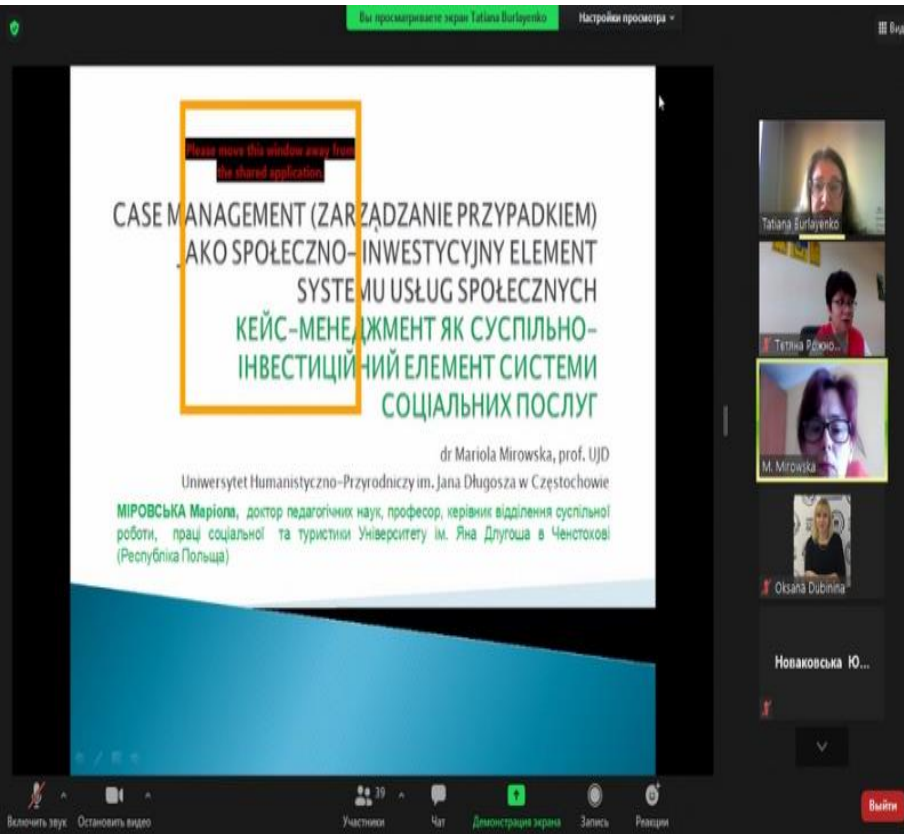 Вы просматриваете экран Tatiana Burlayenko
Настройки просмотра
Вид
Please move this window away from
the shared application.
CASE MANAGEMENT (ZARZĄDZANIE PRZYPADKIEM)
JAKO SPOŁECZNO– INWESTYCYJNY ELEMENT
SYSTEMU USŁUG SPOŁECZNYCH
КЕЙС–МЕНЕДЖМЕНТ ЯК СУСПІЛЬНО–
ІНВЕСТИЦІЙНИЙ ЕЛЕМЕНТ СИСТЕМИ
СОЦІАЛЬНИХ ПОСЛУГ
dr Mariola Mirowska, prof. UJD
Uniwersytet Humanistyczno–Przyrodniczy im. Jana Długosza w Częstochowie
МІРОВСЬКА Маріола, доктор педагогічних наук, професор, керівник відділення суспільної
роботи, праці соціальної та туристики Університету ім. Яна Длугоша в Ченстохові
(Республіка Польща)
Tatiana Burlayenko
Тетяна Рожно...
M. Mirowska
Oksana Dubinina
Новаковська Ю...
Включить звук
Остановить видео
39
Участники
Чат
Демонстрация экрана
Запись
Реакции
Выйти